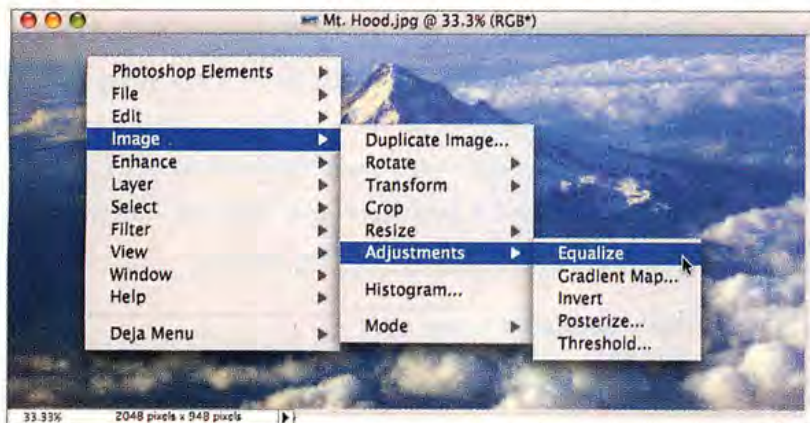 Mt. Hood.jpg @ 33.3% (RGB*)
Photoshop Elements
File
Edit
Image
Enhance
Layer
Select
Filter
View
Window
Help
Deja Menu
Duplicate Image...
Rotate
Transform
Crop
Resize
Adjustments
Histogram...
Mode
Equalize
Gradient Map...
Invert
Posterize...
Threshold...
33.33%
2048 pixels x 948 pixels